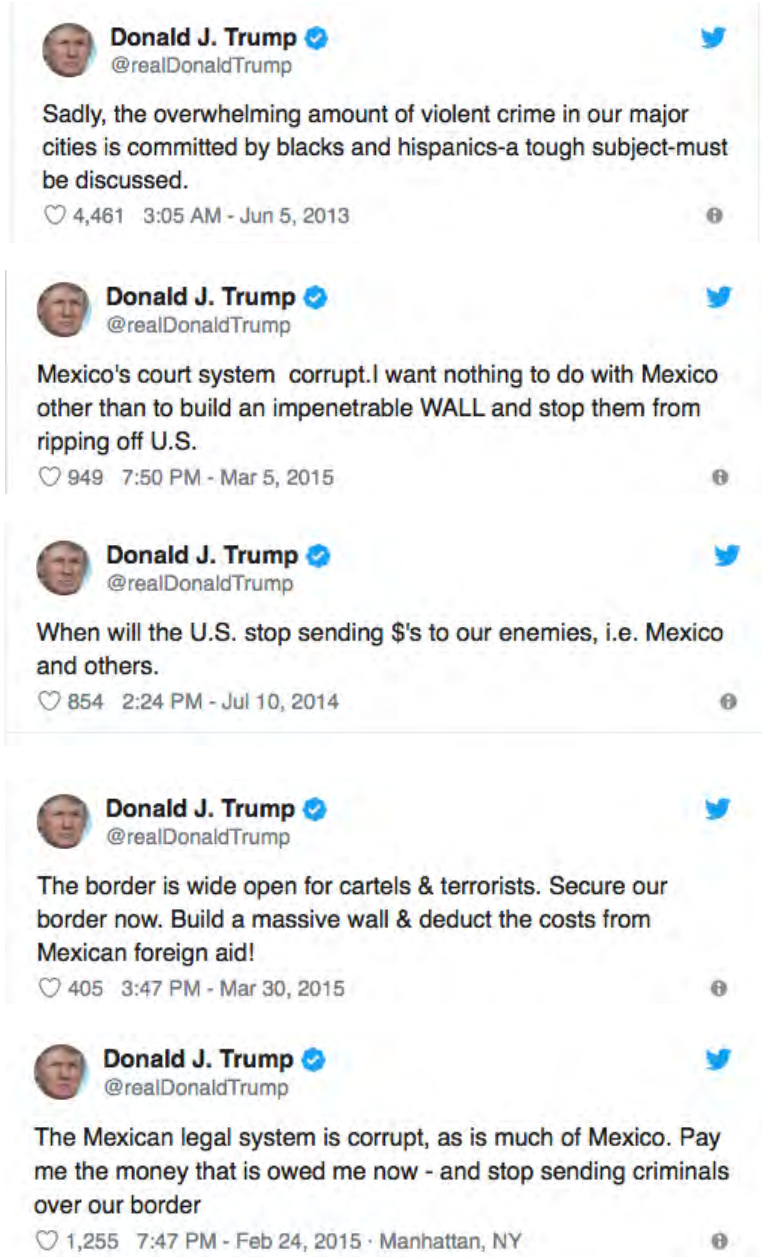 Donald J. Trump
@realDonaldTrump
Sadly, the overwhelming amount of violent crime in our major
cities is committed by blacks and hispanics-a tough subject-must
be discussed.
4,461 3:05 AM - Jun 5, 2013
Donald J. Trump
@realDonaldTrump
Mexico's court system corrupt.I want nothing to do with Mexico
other than to build an impenetrable WALL and stop them from
ripping off U.S.
949 7:50 PM - Mar 5, 2015
Donald J. Trump
@realDonaldTrump
When will the U.S. stop sending $'s to our enemies, i.e. Mexico
and others.
854 2:24 PM - Jul 10, 2014
Donald J. Trump
@realDonaldTrump
The border is wide open for cartels & terrorists. Secure our
border now. Build a massive wall & deduct the costs from
Mexican foreign aid!
405 3:47 PM - Mar 30, 2015
Donald J. Trump
@realDonaldTrump
The Mexican legal system is corrupt, as is much of Mexico. Pay
me the money that is owed me now - and stop sending criminals
over our border
1,255 7:47 PM - Feb 24, 2015 · Manhattan, NY